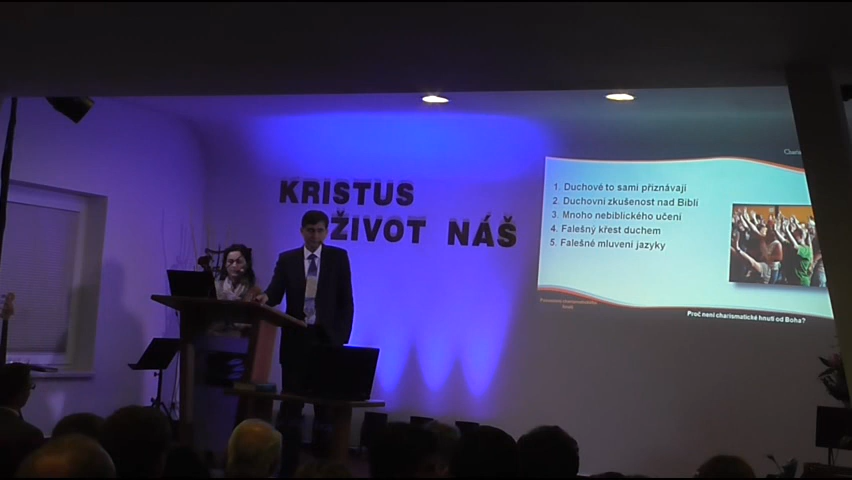 KRISTUS
ŽIVOT NÁŠ
Charis
1. Duchové to sami přiznávají
2. Duchovní zkušenost nad Biblí
3. Mnoho nebiblického učení
4. Falešný křest duchem
5. Falešné mluvení jazyky
Proč není charismatické hnutí od Boha?